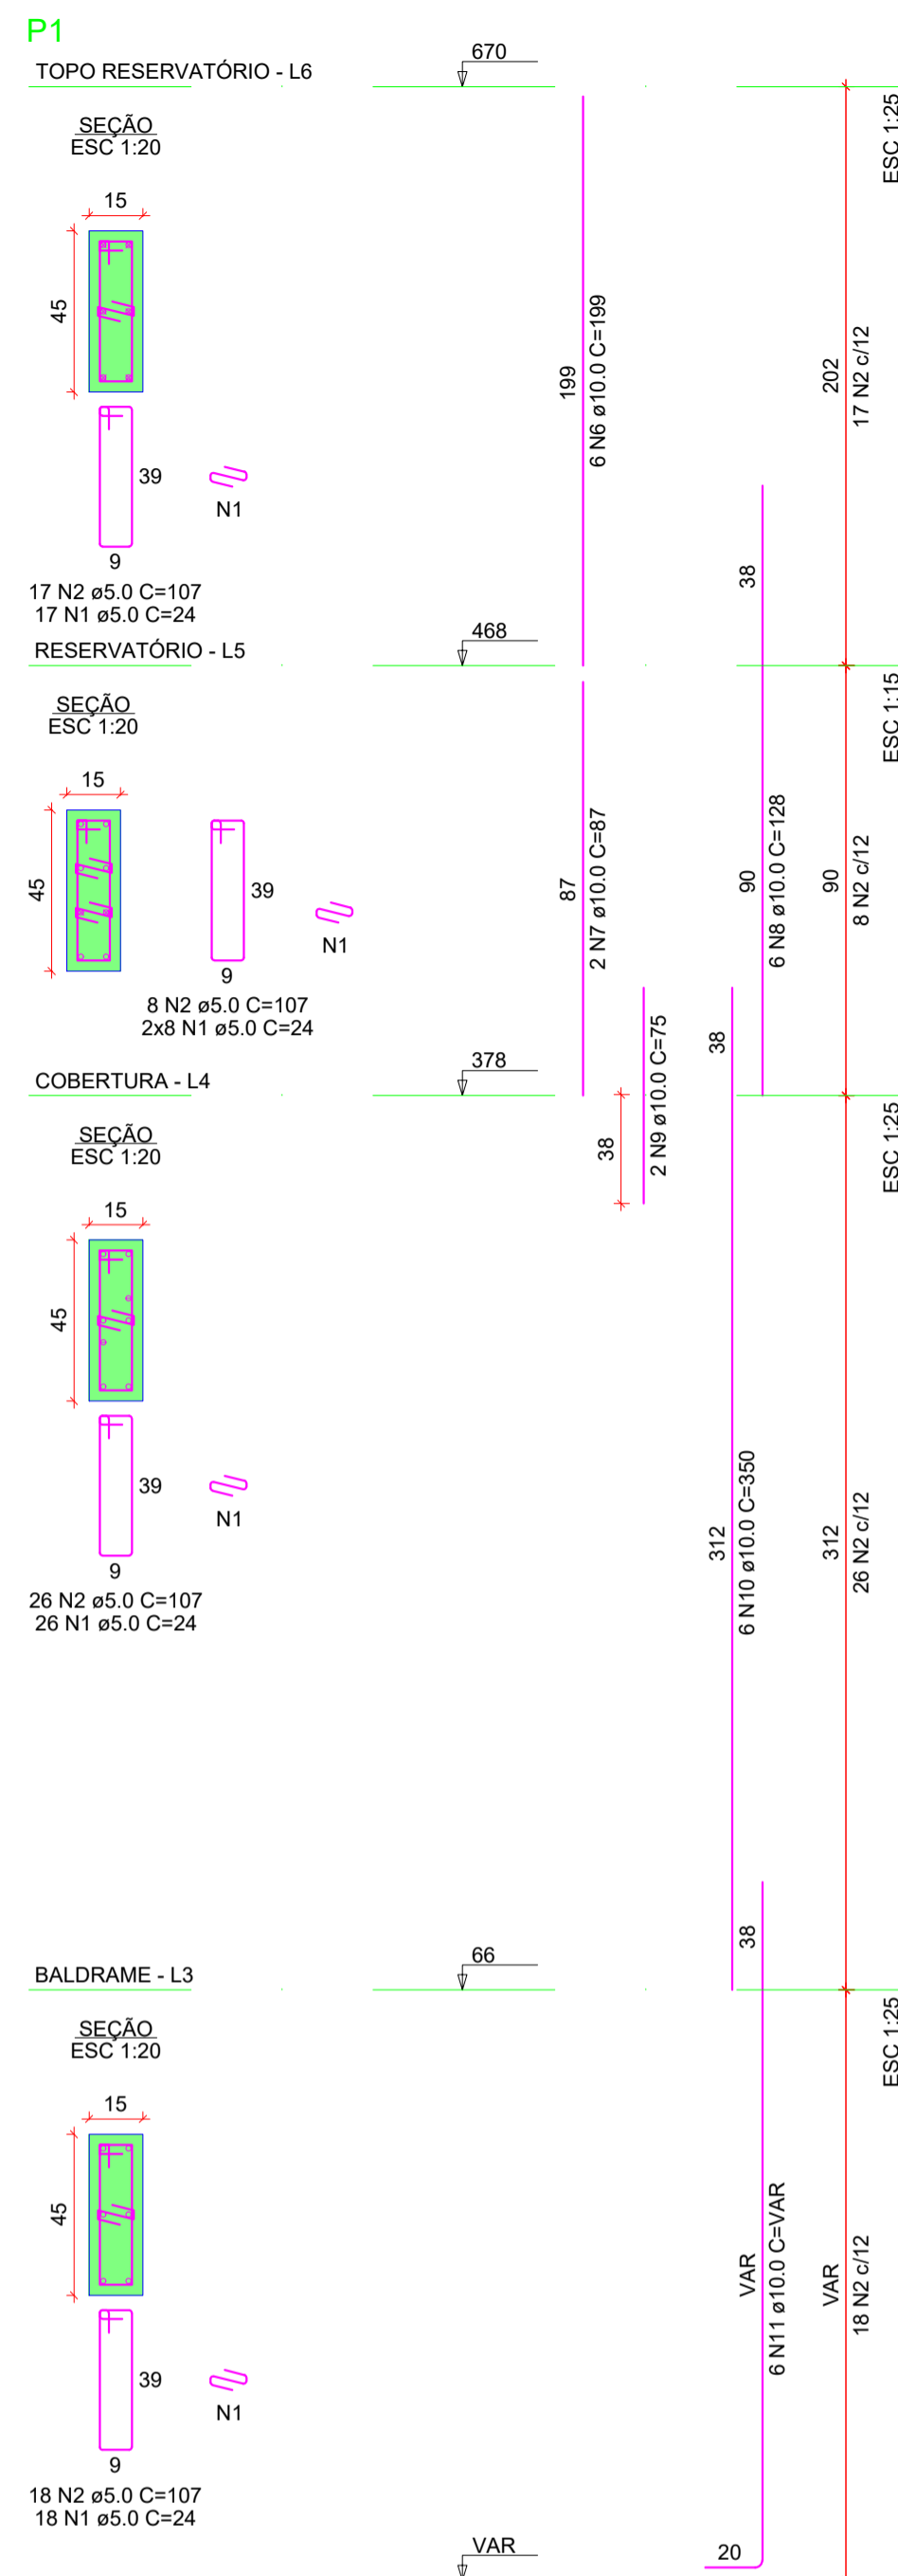 P1
TOPO RESERVATÓRIO - L6
670
ESC 1:25
SEÇÃO
ESC 1:20
15
45
39
N1
9
17 N2 ø5.0 C=107
17 N1 ø5.0 C=24
199
6 N6 ø10.0 C=199
202
17 N2 c/12
38
RESERVATÓRIO - L5
468
ESC 1:15
SEÇÃO
ESC 1:20
15
45
39
N1
9
8 N2 ø5.0 C=107
2x8 N1 ø5.0 C=24
87
2 N7 ø10.0 C=87
90
6 N8 ø10.0 C=128
90
8 N2 c/12
38
COBERTURA - L4
378
ESC 1:25
38
2 N9 ø10.0 C=75
SEÇÃO
ESC 1:20
15
45
39
N1
9
26 N2 ø5.0 C=107
26 N1 ø5.0 C=24
312
6 N10 ø10.0 C=350
312
26 N2 c/12
38
BALDRAME - L3
66
ESC 1:25
SEÇÃO
ESC 1:20
15
45
39
N1
9
18 N2 ø5.0 C=107
18 N1 ø5.0 C=24
VAR
6 N11 ø10.0 C=VAR
VAR
18 N2 c/12
VAR
20